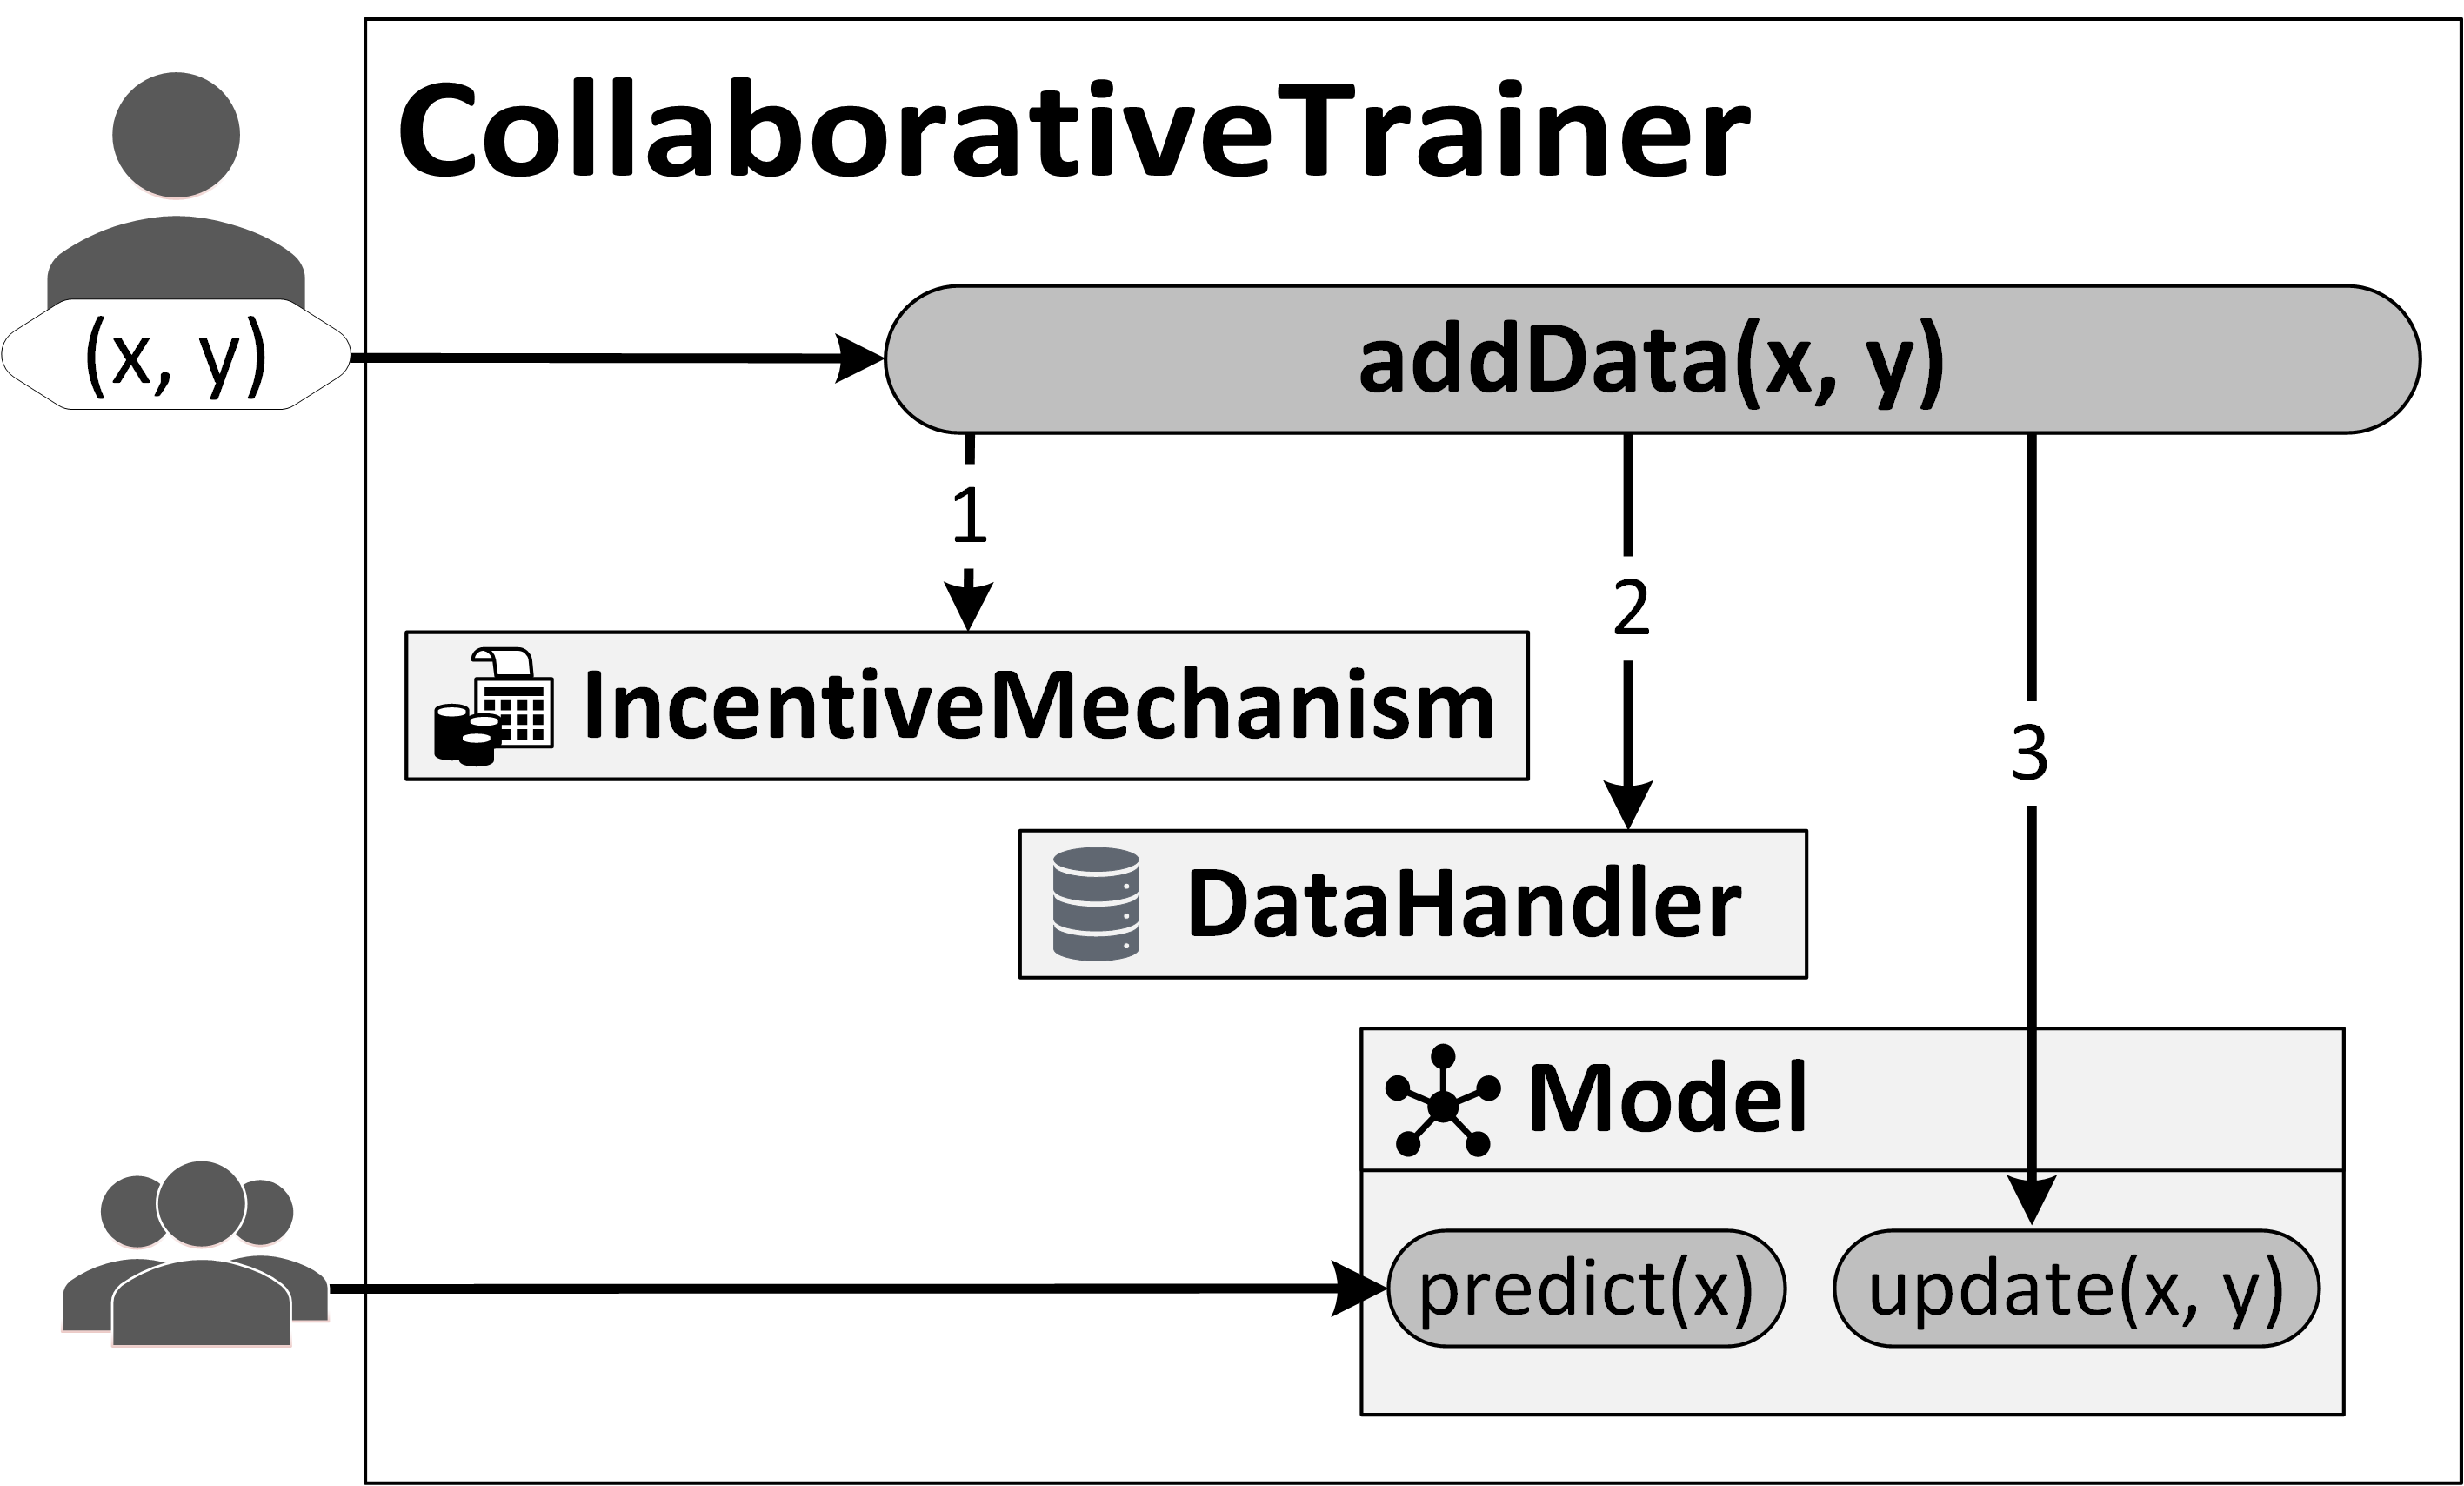 CollaborativeTrainer
(x, y)
addData(x, y)
1
2
3
IncentiveMechanism
DataHandler
Model
predict(x)
update(x, y)